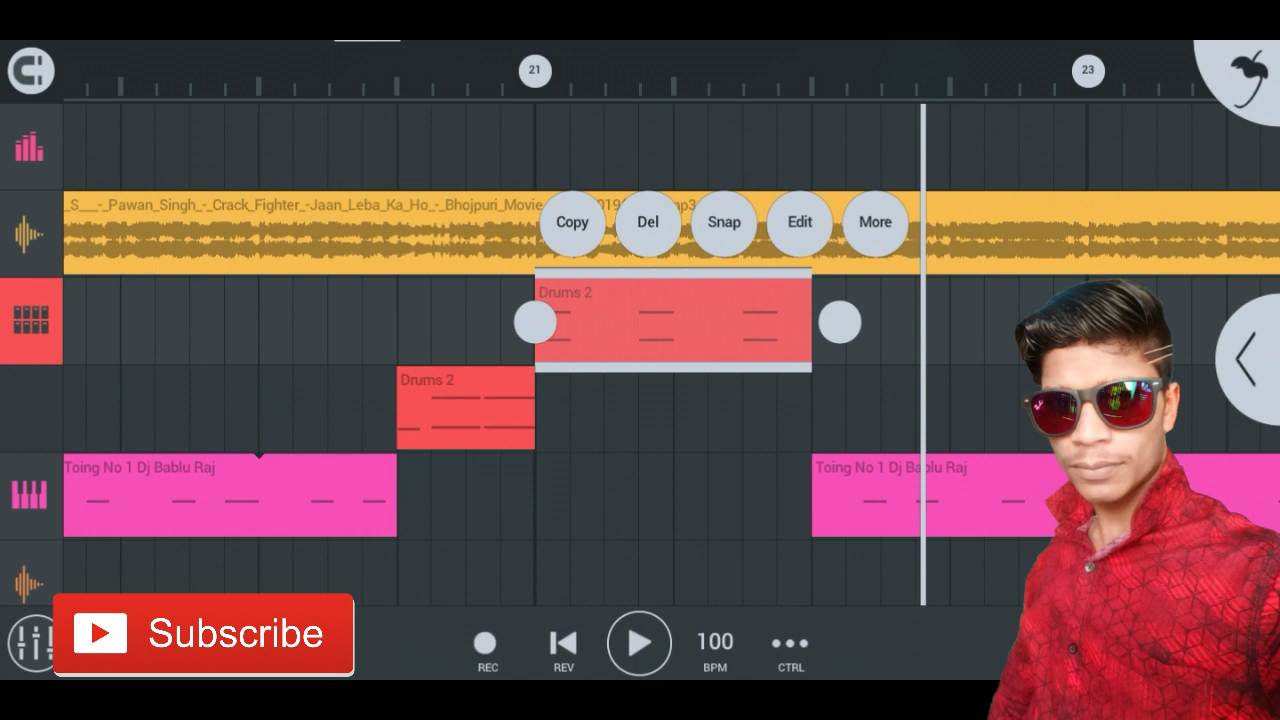 21
23
_S___-_Pawan_Singh_-_Crack_Fighter_-Jaan_Leba_Ka_Ho_-_Bhojpuri_Movie
mp3
Copy
Del
Snap
Edit
More
Drums 2
Drums 2
Toing No 1 Dj Bablu Raj
Toing No 1 Dj Bablu Raj
Subscribe
100
REC
REV
BPM
CTRL